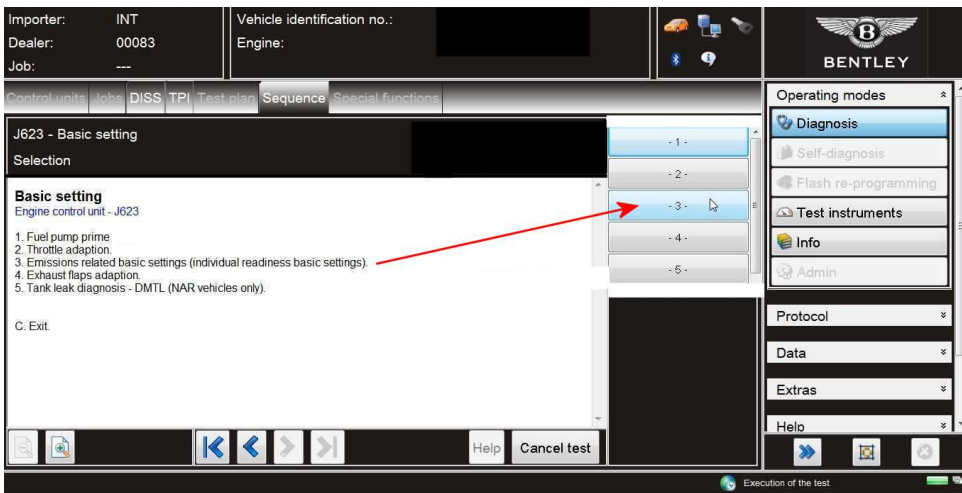 Importer: INT
Dealer: 00083
Job: ---
Vehicle identification no.:
Engine:
BENTLEY
Control units Jobs DISS TPI Test plan Sequence Special functions
J623 - Basic setting
Selection
Basic setting
Engine control unit - J623
1. Fuel pump prime
2. Throttle adaption.
3. Emissions related basic settings (individual readiness basic settings).
4. Exhaust flaps adaption.
5. Tank leak diagnosis - DMTL (NAR vehicles only).
C. Exit.
- 1 -
- 2 -
- 3 -
- 4 -
- 5 -
Help
Cancel test
Operating modes
Diagnosis
Self-diagnosis
Flash re-programming
Test instruments
Info
Admin
Protocol
Data
Extras
Help
Execution of the test